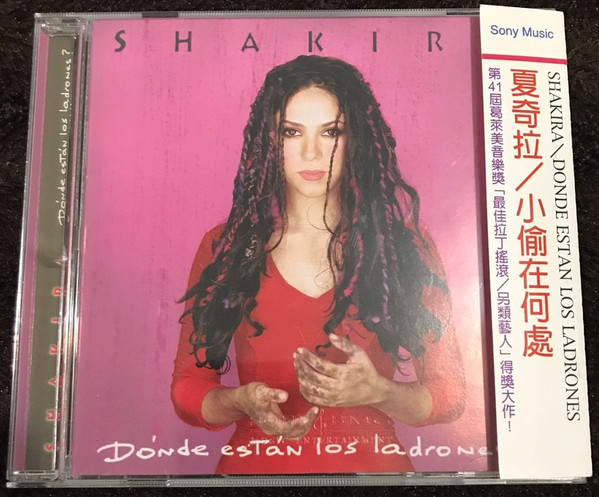 SHAKIR
Dónde están los ladrones?
SHAKIR
Dónde están los ladrone
ENTERTAINMENT
Sony Music
SHAKIRA\DONDE ESTAN LOS LADRONES
夏奇拉/小偷在何處
第41屆葛萊美音樂獎「最佳拉丁搖滾/另類藝人」得獎大作!